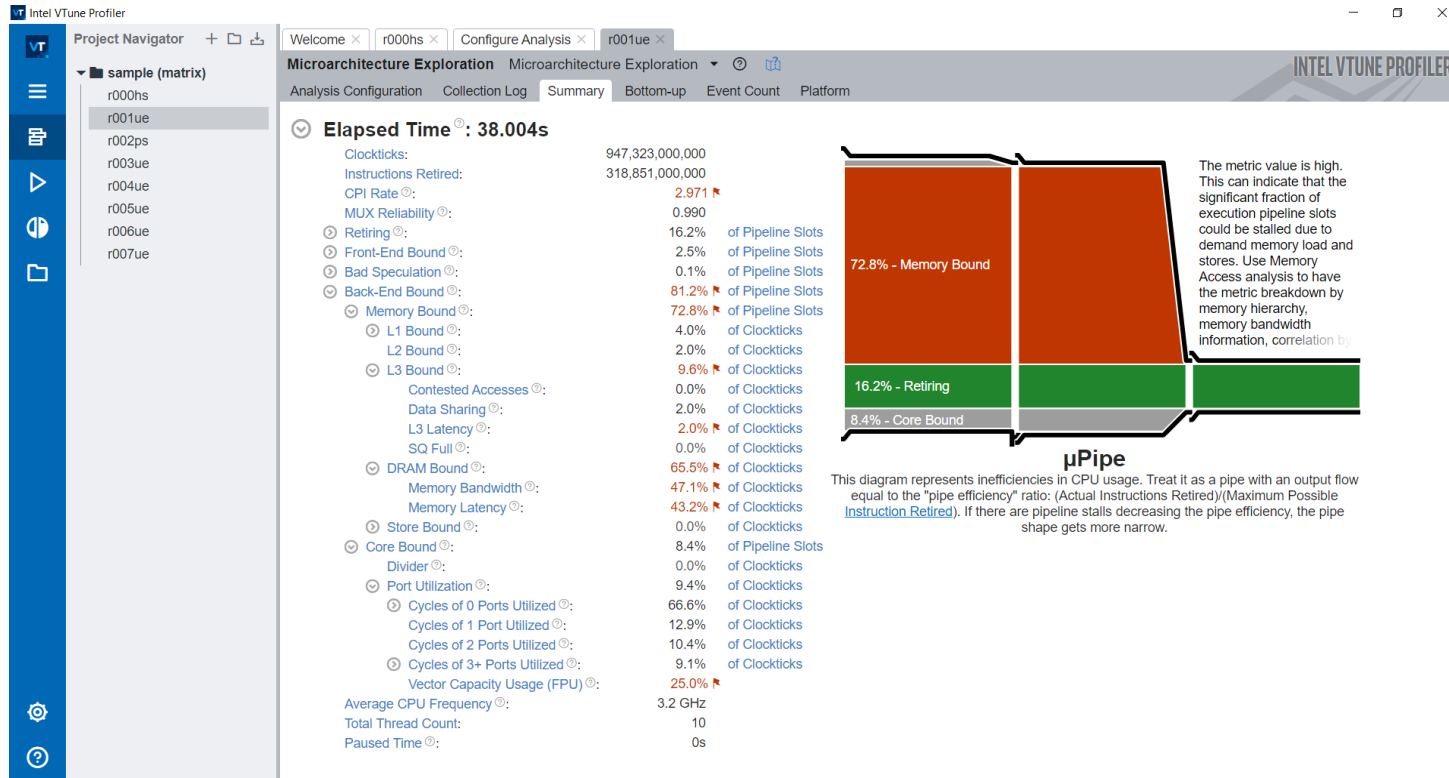 VT Intel VTune Profiler
VT
Project Navigator
sample (matrix)
r000hs
r001ue
r002ps
r003ue
r004ue
r005ue
r006ue
r007ue
Welcome r000hs Configure Analysis r001ue
Microarchitecture Exploration Microarchitecture Exploration
INTEL VTUNE PROFILER
Analysis Configuration Collection Log Summary Bottom-up Event Count Platform
Elapsed Time: 38.004s
Clockticks: 947,323,000,000
Instructions Retired: 318,851,000,000
CPI Rate: 2.971
MUX Reliability: 0.990
Retiring: 16.2% of Pipeline Slots
Front-End Bound: 2.5% of Pipeline Slots
Bad Speculation: 0.1% of Pipeline Slots
Back-End Bound: 81.2% of Pipeline Slots
Memory Bound: 72.8% of Pipeline Slots
L1 Bound: 4.0% of Clockticks
L2 Bound: 2.0% of Clockticks
L3 Bound: 9.6% of Clockticks
Contested Accesses: 0.0% of Clockticks
Data Sharing: 2.0% of Clockticks
L3 Latency: 2.0% of Clockticks
SQ Full: 0.0% of Clockticks
DRAM Bound: 65.5% of Clockticks
Memory Bandwidth: 47.1% of Clockticks
Memory Latency: 43.2% of Clockticks
Store Bound: 0.0% of Clockticks
Core Bound: 8.4% of Pipeline Slots
Divider: 0.0% of Clockticks
Port Utilization: 9.4% of Clockticks
Cycles of 0 Ports Utilized: 66.6% of Clockticks
Cycles of 1 Port Utilized: 12.9% of Clockticks
Cycles of 2 Ports Utilized: 10.4% of Clockticks
Cycles of 3+ Ports Utilized: 9.1% of Clockticks
Vector Capacity Usage (FPU): 25.0%
Average CPU Frequency: 3.2 GHz
Total Thread Count: 10
Paused Time: 0s
72.8% - Memory Bound
16.2% - Retiring
8.4% - Core Bound
The metric value is high.
This can indicate that the
significant fraction of
execution pipeline slots
could be stalled due to
demand memory load and
stores. Use Memory
Access analysis to have
the metric breakdown by
memory hierarchy,
memory bandwidth
information, correlation by
µPipe
This diagram represents inefficiencies in CPU usage. Treat it as a pipe with an output flow
equal to the "pipe efficiency" ratio: (Actual Instructions Retired)/(Maximum Possible
Instruction Retired). If there are pipeline stalls decreasing the pipe efficiency, the pipe
shape gets more narrow.